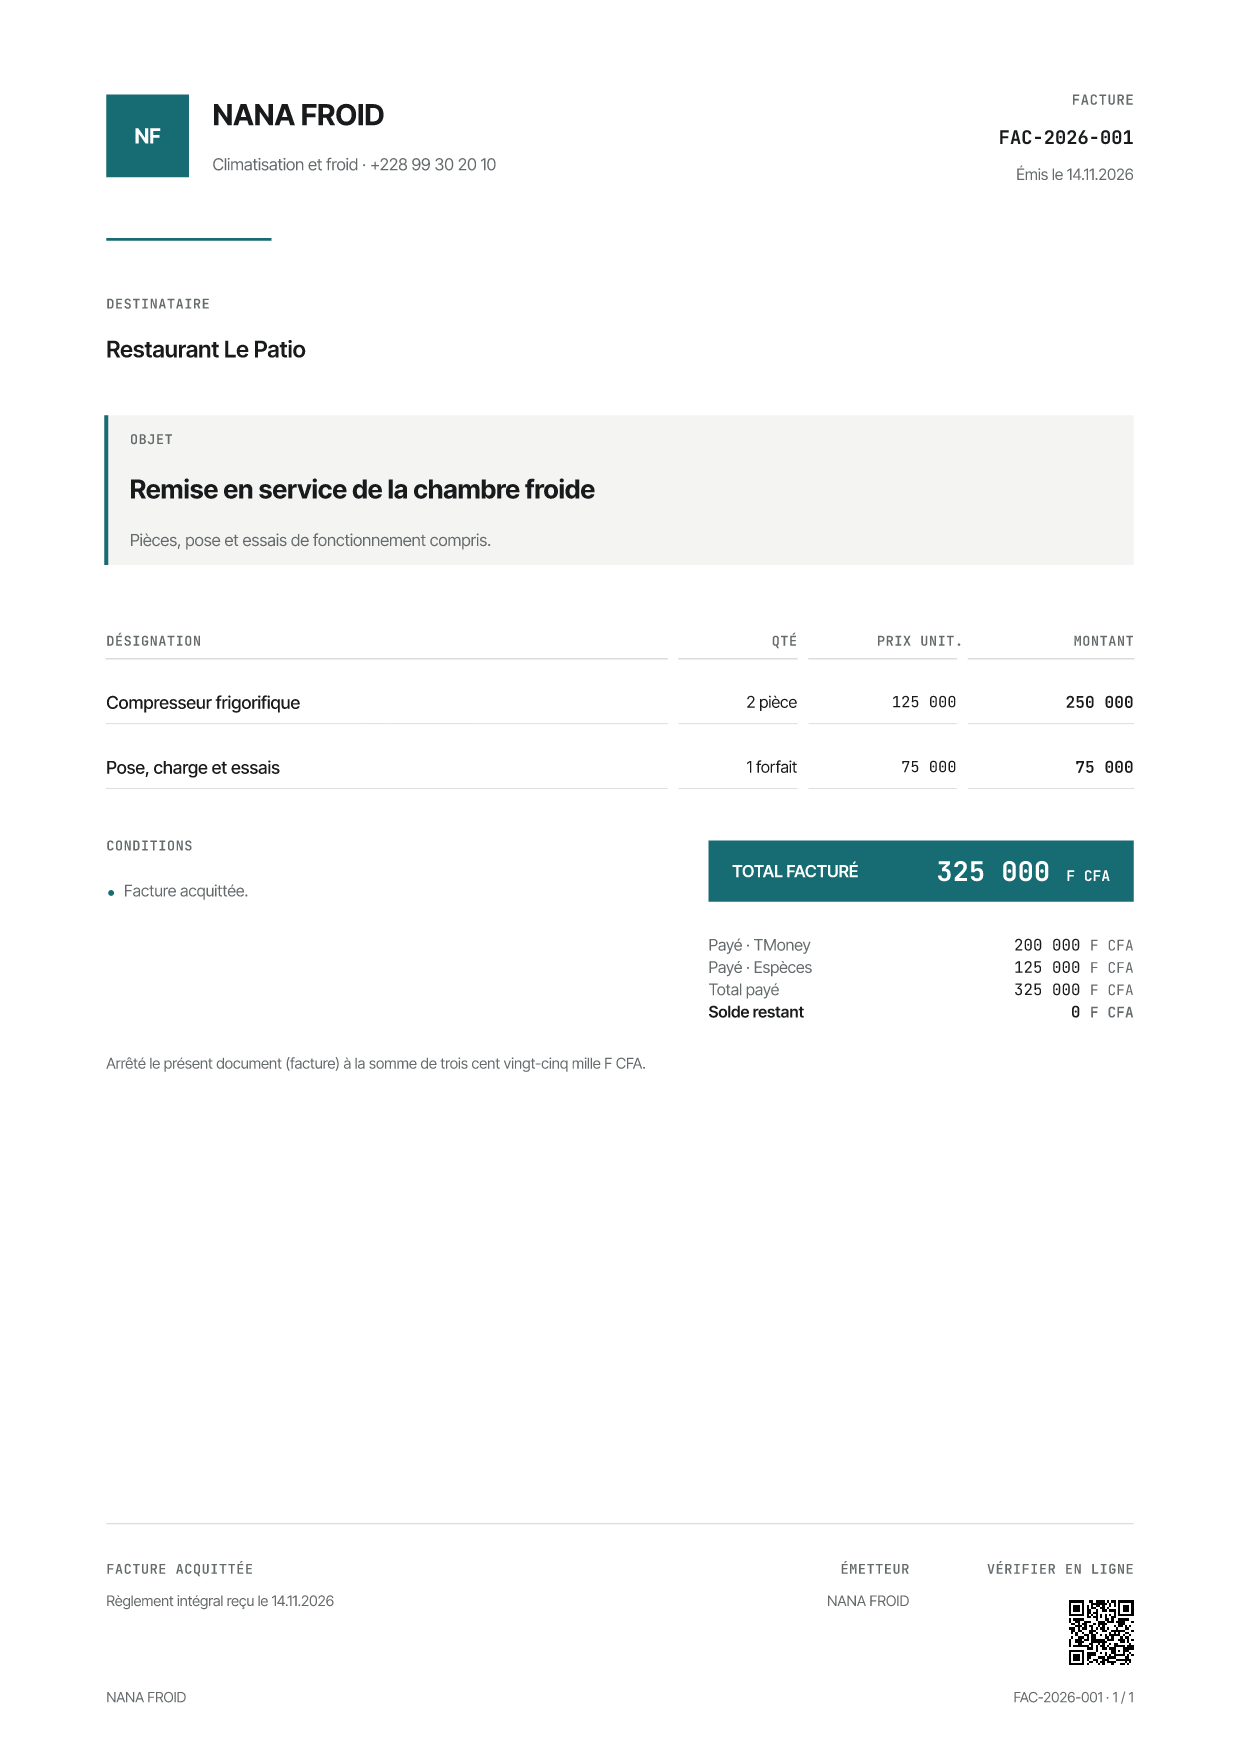 NF
NANA FROID
Climatisation et froid · +228 99 30 20 10
FACTURE
FAC-2026-001
Émis le 14.11.2026
DESTINATAIRE
Restaurant Le Patio
OBJET
Remise en service de la chambre froide
Pièces, pose et essais de fonctionnement compris.
DÉSIGNATION QTÉ PRIX UNIT. MONTANT
Compresseur frigorifique 2 pièce 125 000 250 000
Pose, charge et essais 1 forfait 75 000 75 000
CONDITIONS
• Facture acquittée.
TOTAL FACTURÉ 325 000 F CFA
Payé · TMoney 200 000 F CFA
Payé · Espèces 125 000 F CFA
Total payé 325 000 F CFA
Solde restant 0 F CFA
Arrêté le présent document (facture) à la somme de trois cent vingt-cinq mille F CFA.
FACTURE ACQUITTÉE
Règlement intégral reçu le 14.11.2026
ÉMETTEUR
NANA FROID
VÉRIFIER EN LIGNE
NANA FROID
FAC-2026-001 · 1 / 1